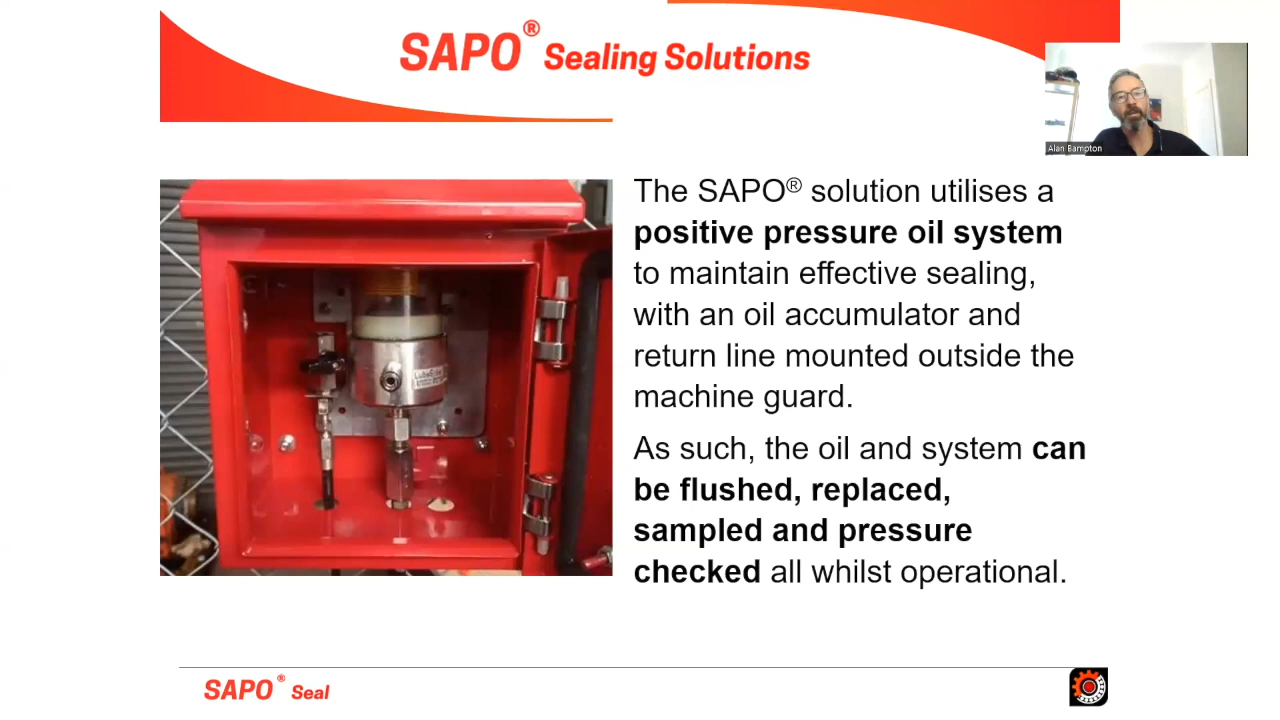 SAPO® Sealing Solutions
Alan Bampton
The SAPO® solution utilises a
positive pressure oil system
to maintain effective sealing,
with an oil accumulator and
return line mounted outside the
machine guard.
As such, the oil and system can
be flushed, replaced,
sampled and pressure
checked all whilst operational.
SAPO® Seal